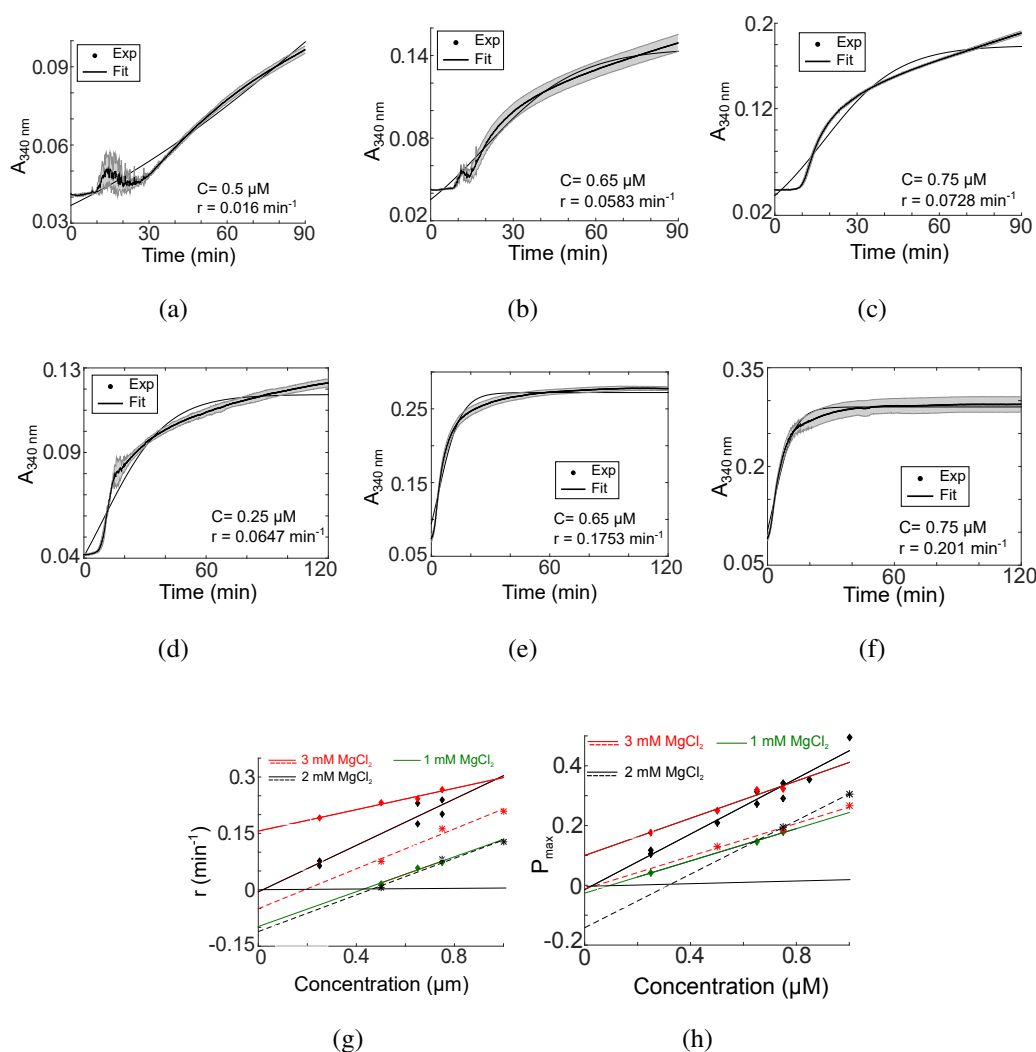 0.09
0.06
0.03
A340 nm
Exp
Fit
C= 0.5 µM
r = 0.016 min-1
0 30 60 90
Time (min)
(a)
0.14
0.08
0.02
A340 nm
Exp
Fit
C= 0.65 µM
r = 0.0583 min-1
0 30 60 90
Time (min)
(b)
0.2
0.12
0.02
A340 nm
Exp
Fit
C= 0.75 µM
r = 0.0728 min-1
0 30 60 90
Time (min)
(c)
0.13
0.09
0.04
A340 nm
Exp
Fit
C= 0.25 µM
r = 0.0647 min-1
0 60 120
Time (min)
(d)
0.25
0.15
0.05
A340 nm
Exp
Fit
C= 0.65 µM
r = 0.1753 min-1
0 60 120
Time (min)
(e)
0.35
0.2
0.05
A340 nm
Exp
Fit
C= 0.75 µM
r = 0.201 min-1
0 60 120
Time (min)
(f)
3 mM MgCl2
1 mM MgCl2
2 mM MgCl2
0.3
0.15
0
-0.15
r (min-1)
0 0.4 0.8
Concentration (µm)
(g)
3 mM MgCl2
1 mM MgCl2
2 mM MgCl2
0.4
0.2
0
-0.2
Pmax
0 0.4 0.8
Concentration (µM)
(h)